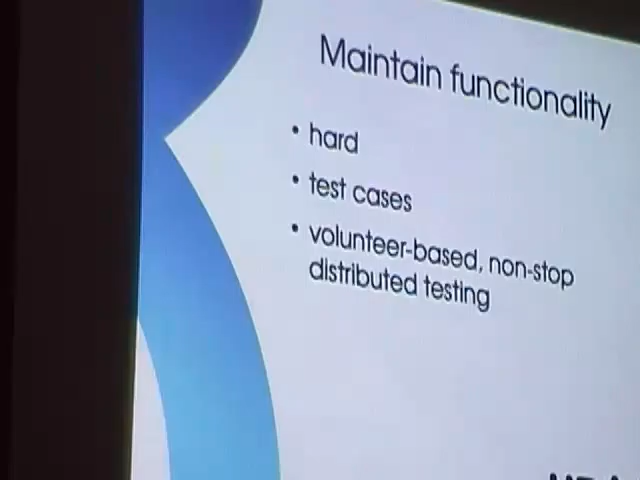 Maintain functionality
• hard
• test cases
• volunteer-based, non-stop
distributed testing